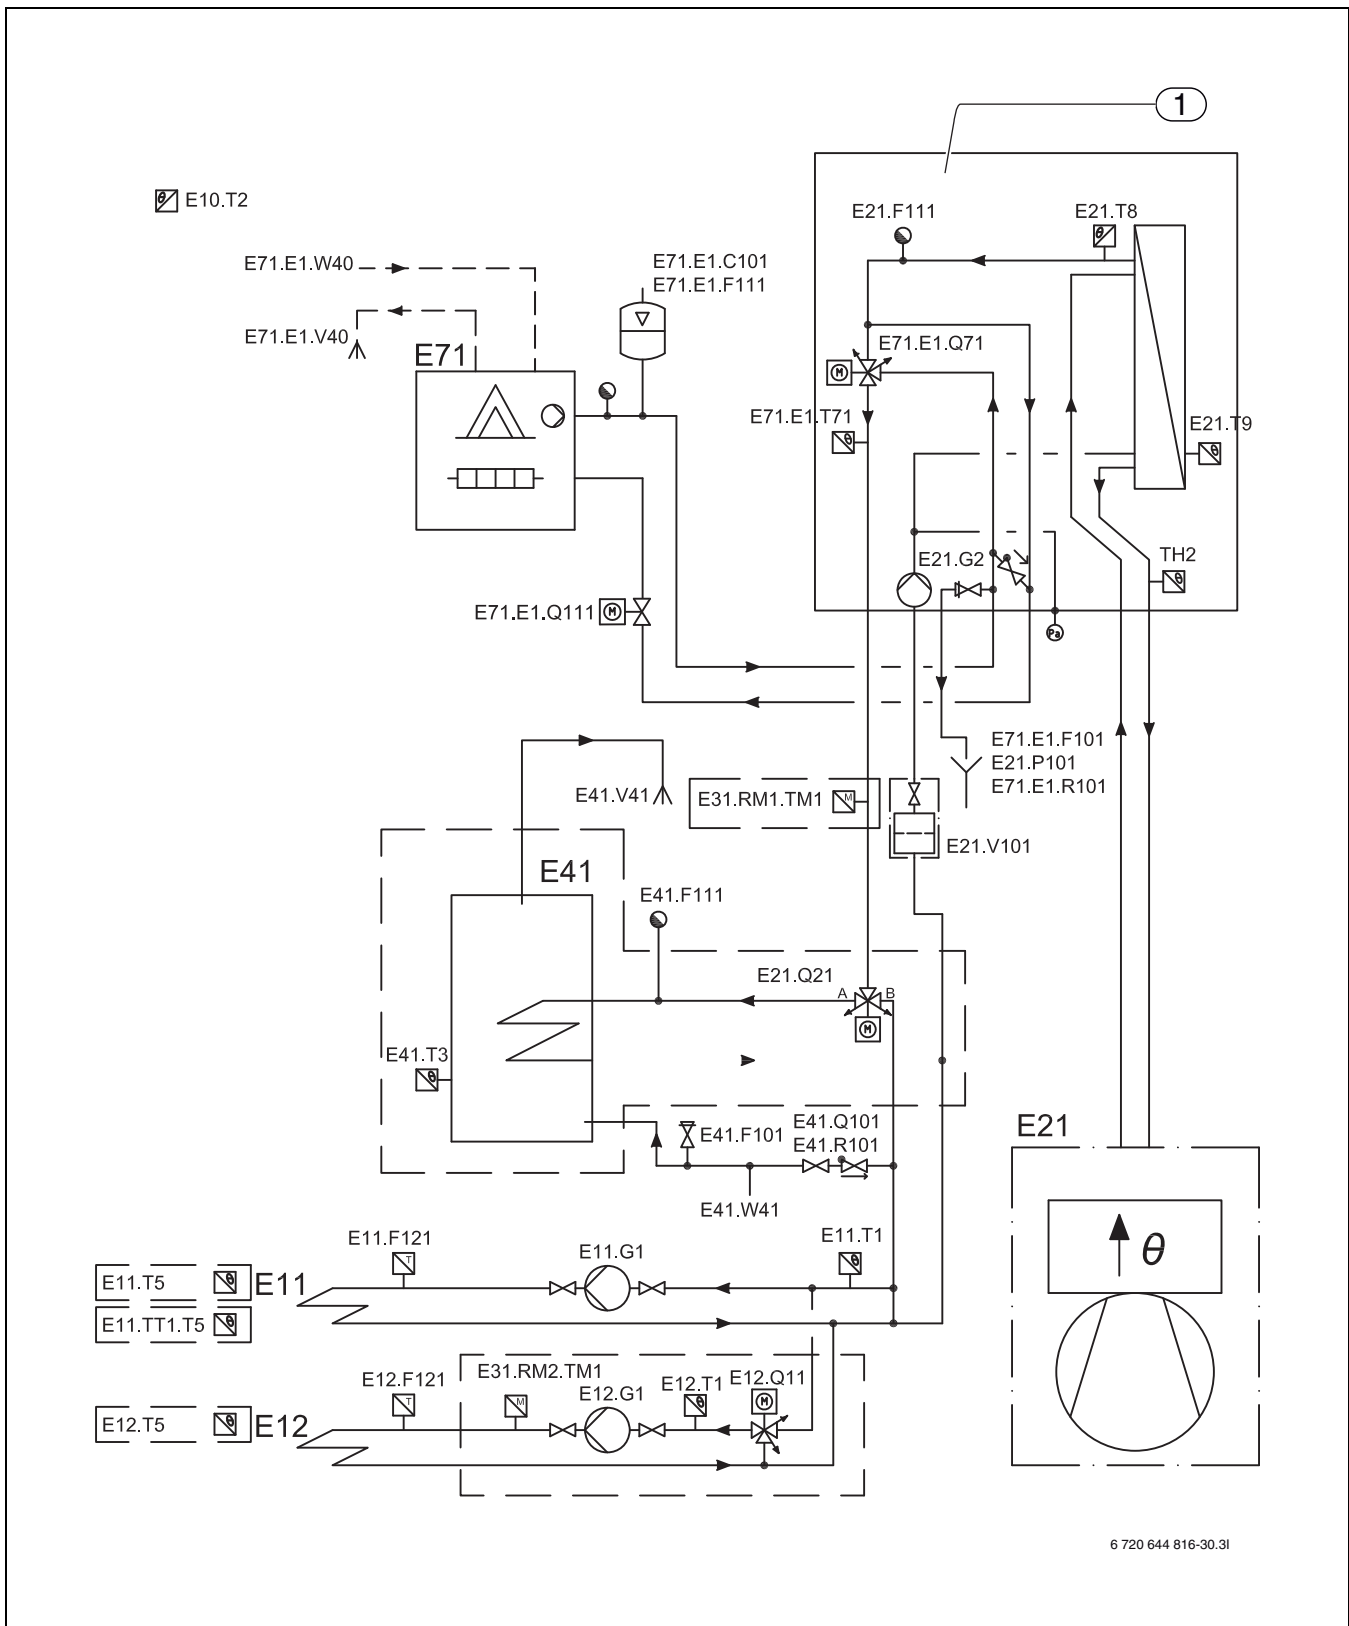 1
E10.T2
E21.F111
E21.T8
E71.E1.W40
E71.E1.C101
E71.E1.F111
E71.E1.V40
E71
E71.E1.Q71
M
E71.E1.T71
E21.T9
E21.G2
TH2
E71.E1.Q111
M
Pa
E71.E1.F101
E21.P101
E71.E1.R101
E41.V41
E31.RM1.TM1
M
E21.V101
E41
E41.F111
E21.Q21
A
B
M
E41.T3
E41.F101
E41.Q101
E41.R101
E21
E41.W41
E11.F121
T
E11.G1
E11.T1
θ
E11.T5
θ
E11
E11.TT1.T5
θ
E12.F121
T
E31.RM2.TM1
M
E12.G1
E12.T1
θ
E12.Q11
M
E12.T5
θ
E12
θ
6 720 644 816-30.3I